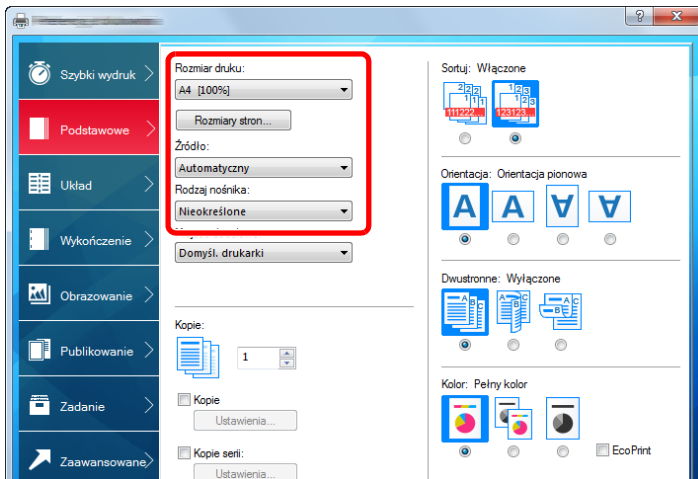 Szybki wydruk
Podstawowe
Układ
Wykończenie
Obrazowanie
Publikowanie
Zadanie
Zaawansowane
Rozmiar druku:
A4 [100%]
Rozmiary stron...
Źródło:
Automatyczny
Rodzaj nośnika:
Nieokreślone
Domyśl. drukarki
Kopie:
1
Kopie
Ustawienia...
Kopie serii:
Ustawienia...
Sortuj: Włączone
111222...
123123...
Orientacja: Orientacja pionowa
A A A A
Dwustronne: Wyłączone
Kolor: Pełny kolor
EcoPrint